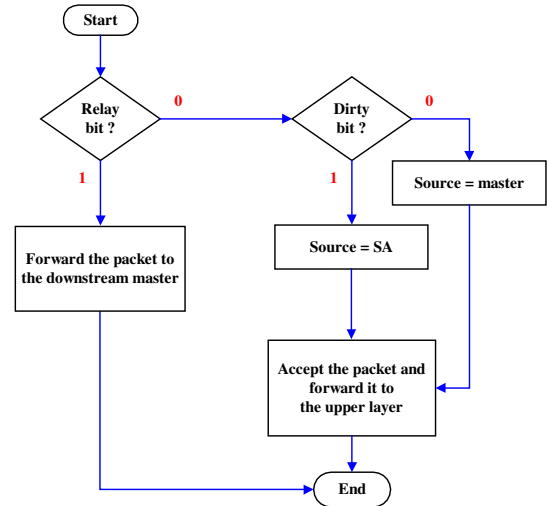 Start
Relay
bit ?
0
1
Dirty
bit ?
0
1
Source = master
Source = SA
Forward the packet to
the downstream master
Accept the packet and
forward it to
the upper layer
End